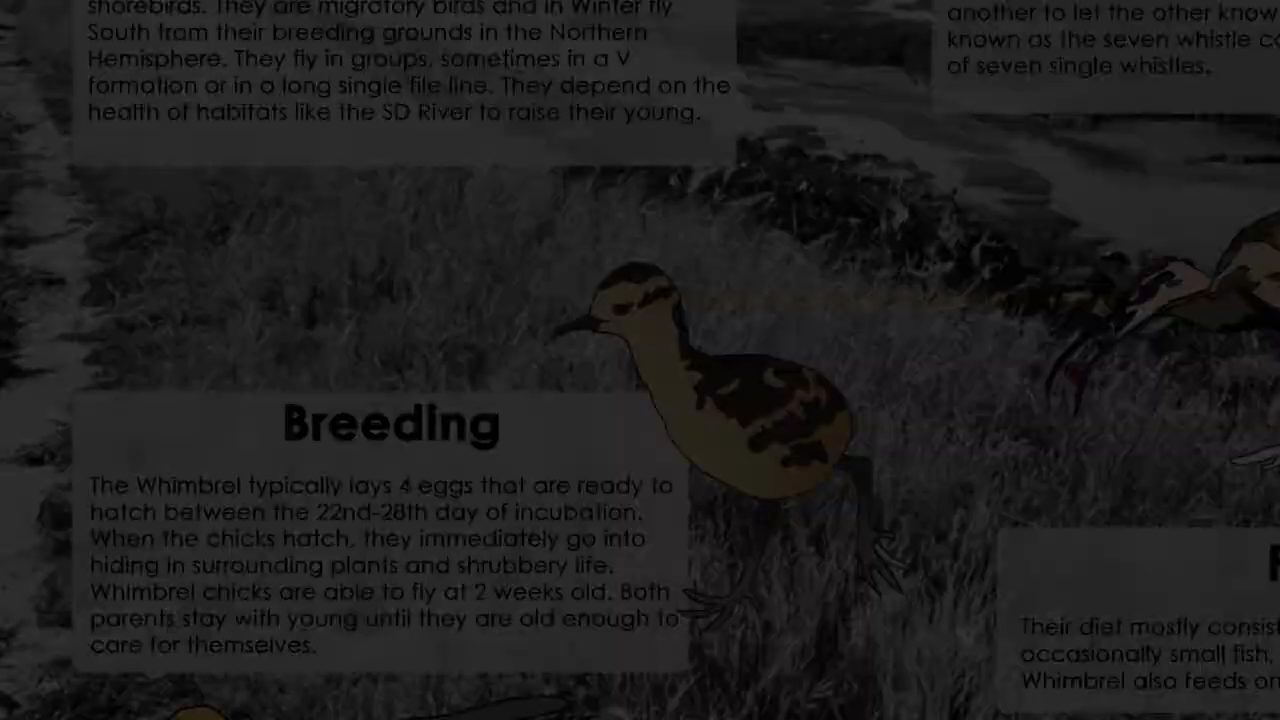 shorebirds. They are migratory birds and in Winter fly
South from their breeding grounds in the Northern
Hemisphere. They fly in groups, sometimes in a V
formation or in a long single file line. They depend on the
health of habitats like the SD River to raise their young.
another to let the other know
known as the seven whistle
of seven single whistles.
Breeding
The Whimbrel typically lays 4 eggs that are ready to
hatch between the 22nd-28th day of incubation.
When the chicks hatch, they immediately go into
hiding in surrounding plants and shrubbery life.
Whimbrel chicks are able to fly at 2 weeks old. Both
parents stay with young until they are old enough to
care for themselves.
Their diet mostly consist
occasionally small fish,
Whimbrel also feeds on